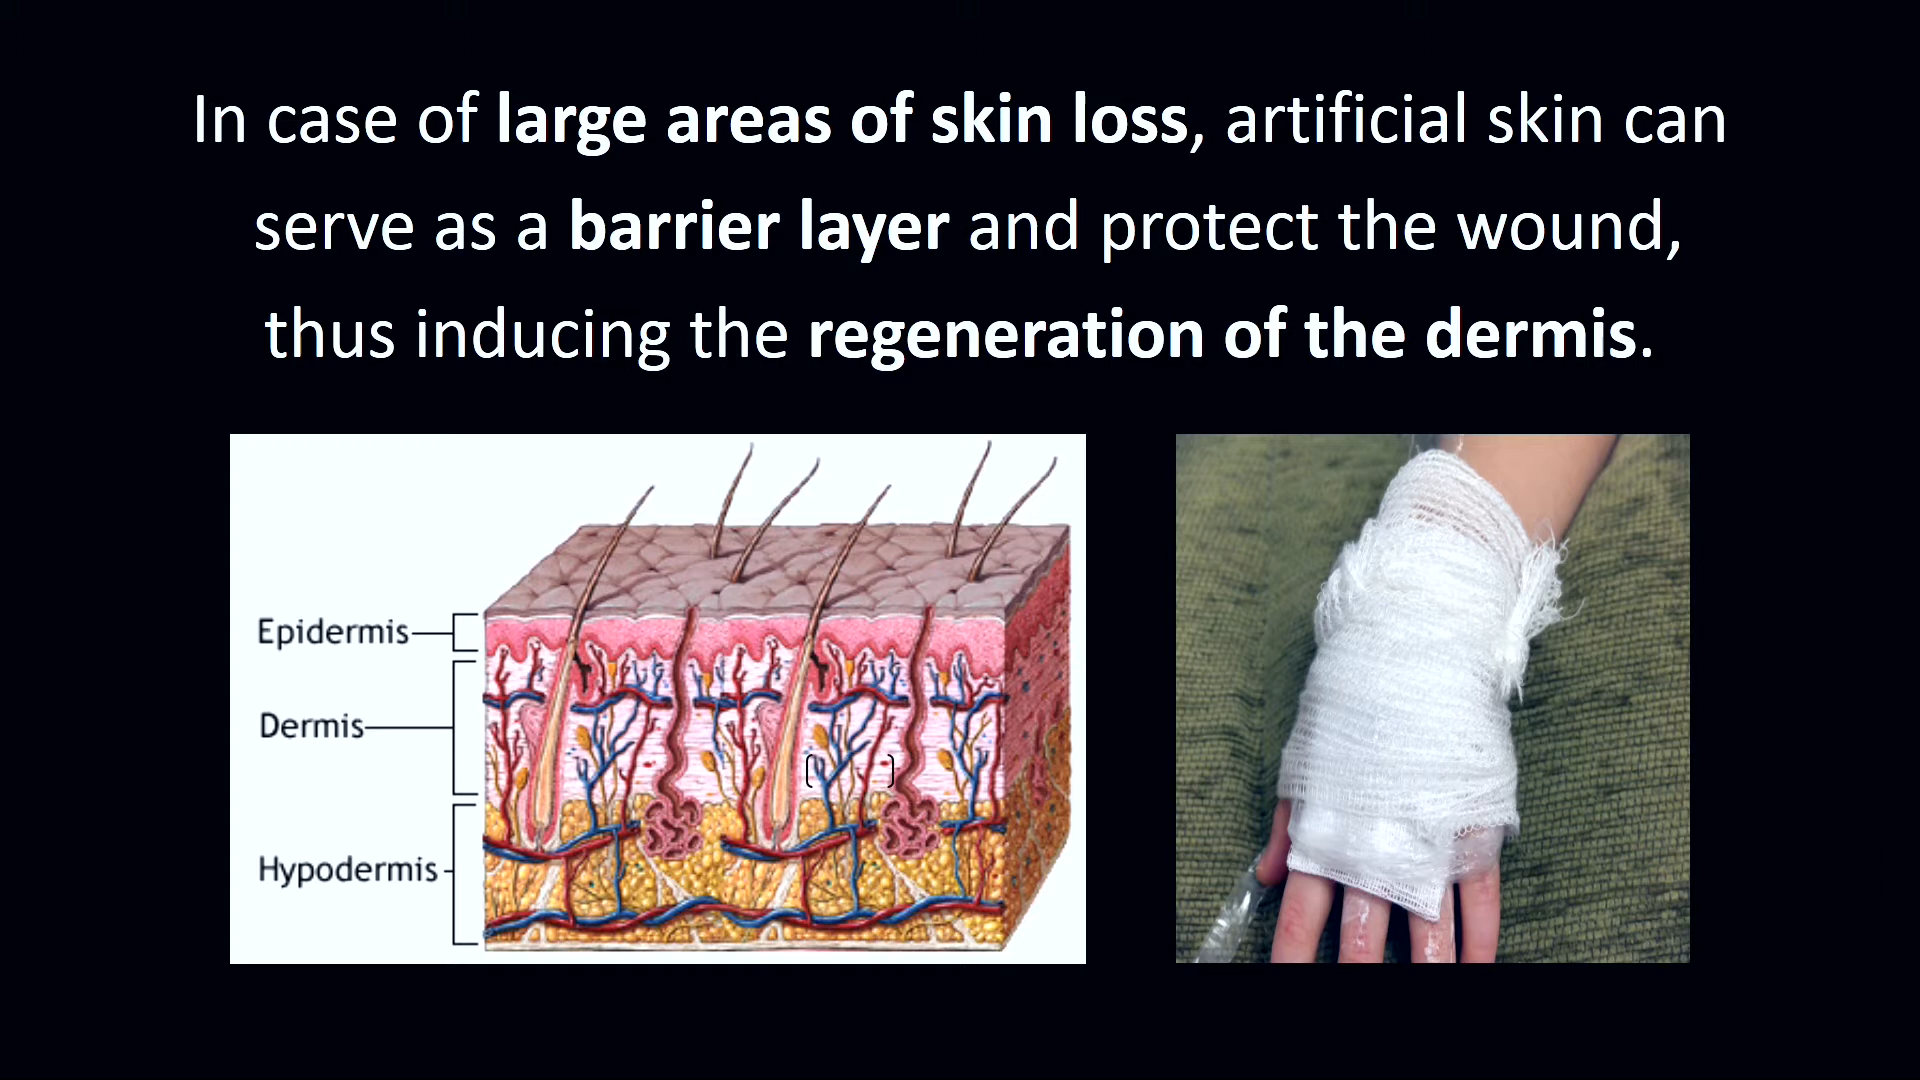 In case of large areas of skin loss, artificial skin can
serve as a barrier layer and protect the wound,
thus inducing the regeneration of the dermis.
Epidermis
Dermis
Hypodermis